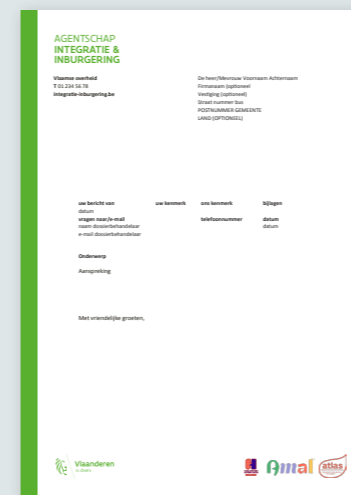 AGENTSCHAP
INTEGRATIE &
INBURGERING
Vlaamse overheid
T 01 234 56 78
integratie-inburgering.be
De heer/Mevrouw Voornaam Achternaam
Firmanaam (optioneel
Vestiging (optioneel)
Straat nummer bus
POSTNUMMER GEMEENTE
LAND (OPTIONEEL)
uw bericht van uw kenmerk ons kenmerk bijlagen
datum
vragen naar/e-mail telefoonnummer datum
naam dossierbehandelaar datum
e-mail dossierbehandelaar
Onderwerp
Aanspreking
Met vriendelijke groeten,
Vlaanderen
Amal
atlas